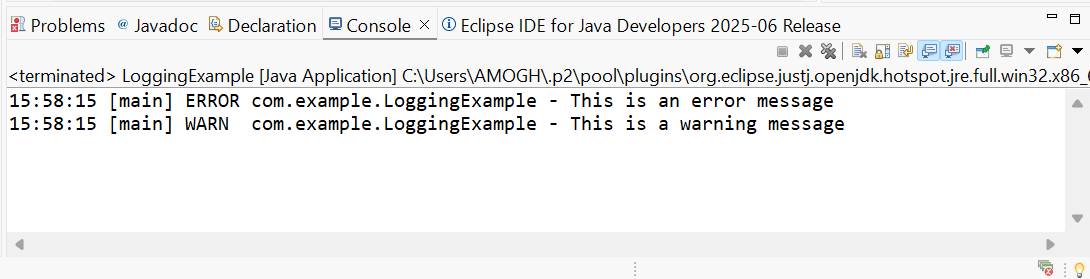 Problems @ Javadoc Declaration Console Eclipse IDE for Java Developers 2025-06 Release
<terminated> LoggingExample [Java Application] C:\Users\AMOGH\.p2\pool\plugins\org.eclipse.justj.openjdk.hotspot.jre.full.win32.x86_
15:58:15 [main] ERROR com.example.LoggingExample - This is an error message
15:58:15 [main] WARN  com.example.LoggingExample - This is a warning message